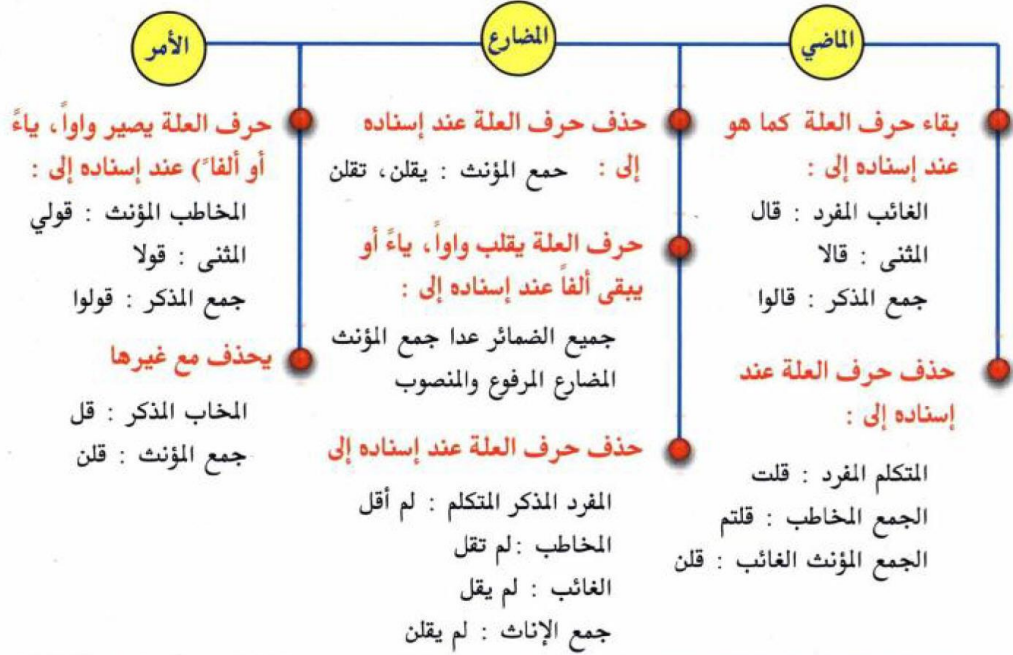 الماضي
بقاء حرف العلة كما هو
عند إسناده إلى :
الغائب المفرد : قال
المثنى : قالا
جمع المذكر : قالوا
حذف حرف العلة عند
إسناده إلى :
المتكلم المفرد : قلت
الجمع المخاطب : قلتم
الجمع المؤنث الغائب : قلن
المضارع
حذف حرف العلة عند إسناده
إلى : حمع المؤنث : يقلن، تقلن
حرف العلة يقلب واواً، ياءً أو
يبقى ألفاً عند إسناده إلى :
جميع الضمائر عدا جمع المؤنث
المضارع المرفوع والمنصوب
حذف حرف العلة عند إسناده إلى
المفرد المذكر المتكلم : لم أقل
المخاطب :لم تقل
الغائب : لم يقل
جمع الإناث : لم يقلن
الأمر
حرف العلة يصير واواً، ياءً
أو ألفا ً) عند إسناده إلى :
المخاطب المؤنث : قولي
المثنى : قولا
جمع المذكر : قولوا
يحذف مع غيرها
المخاب المذكر : قل
جمع المؤنث : قلن